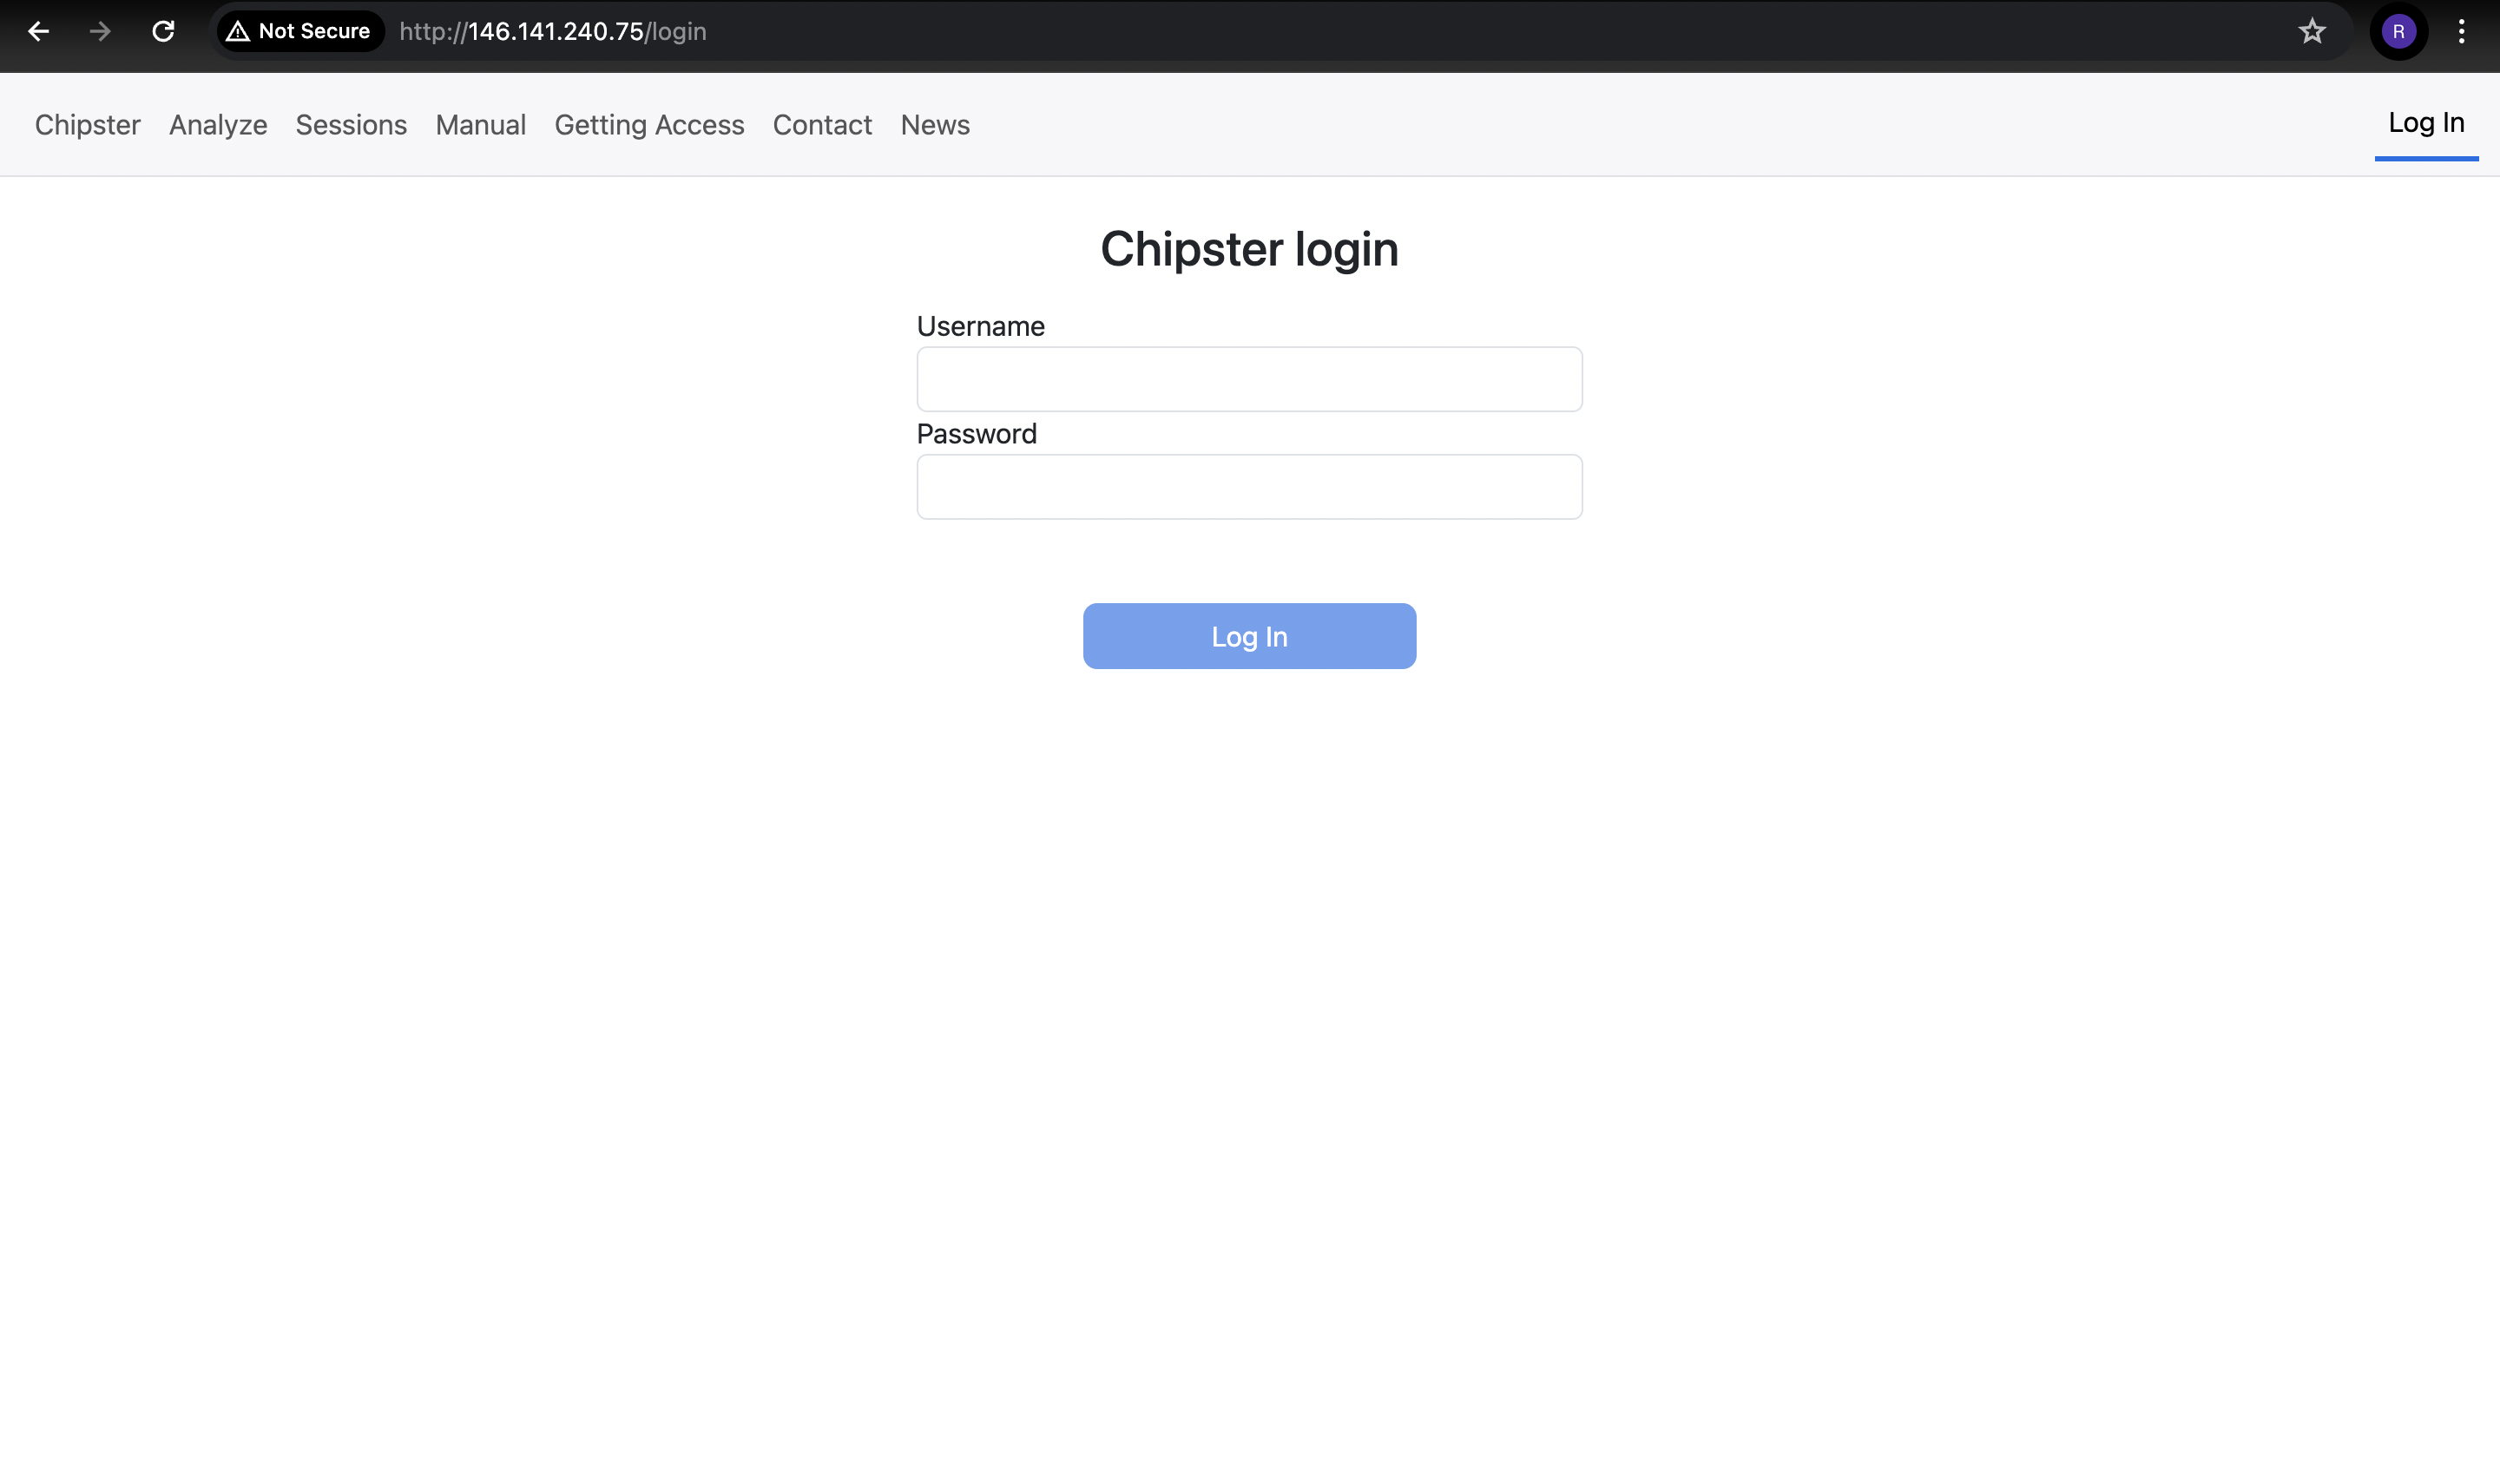 Not Secure http://146.141.240.75/login R
Chipster Analyze Sessions Manual Getting Access Contact News Log In
Chipster login
Username
Password
Log In